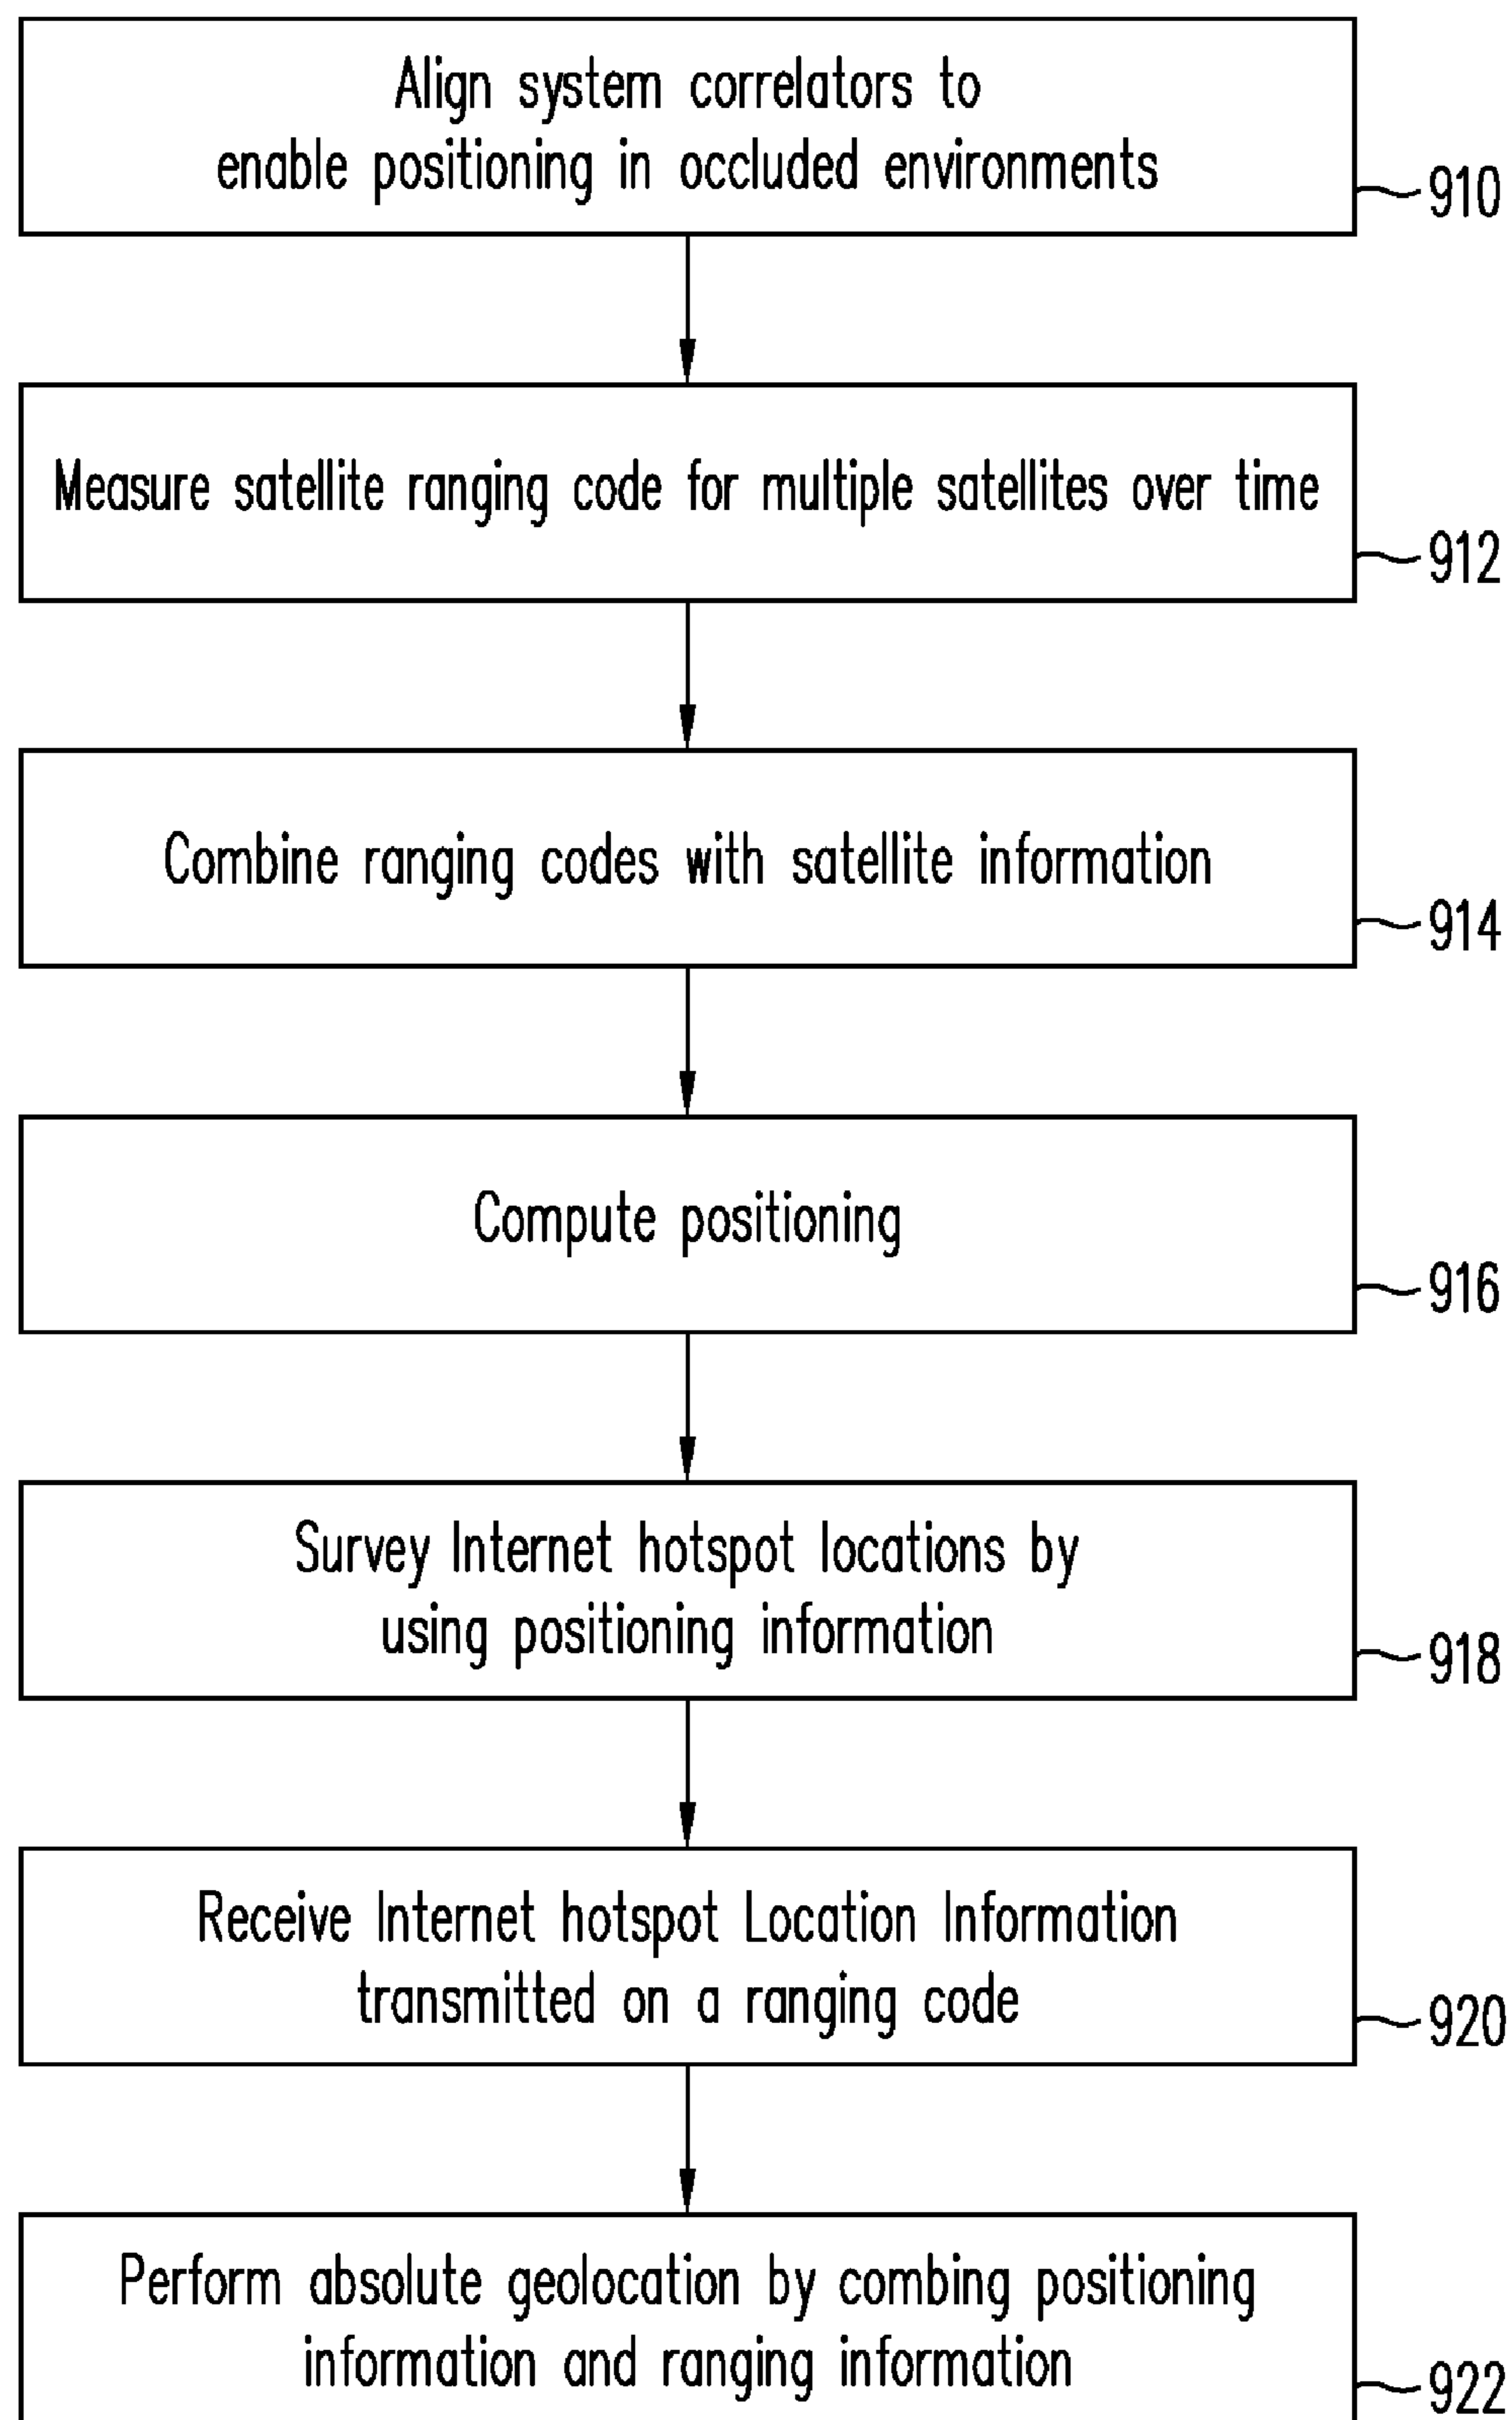 Align system correlators to
enable positioning in occluded environments
910
Measure satellite ranging code for multiple satellites over time
912
Combine ranging codes with satellite information
914
Compute positioning
916
Survey Internet hotspot locations by
using positioning information
918
Receive Internet hotspot Location Information
transmitted on a ranging code
920
Perform absolute geolocation by combing positioning
information and ranging information
922